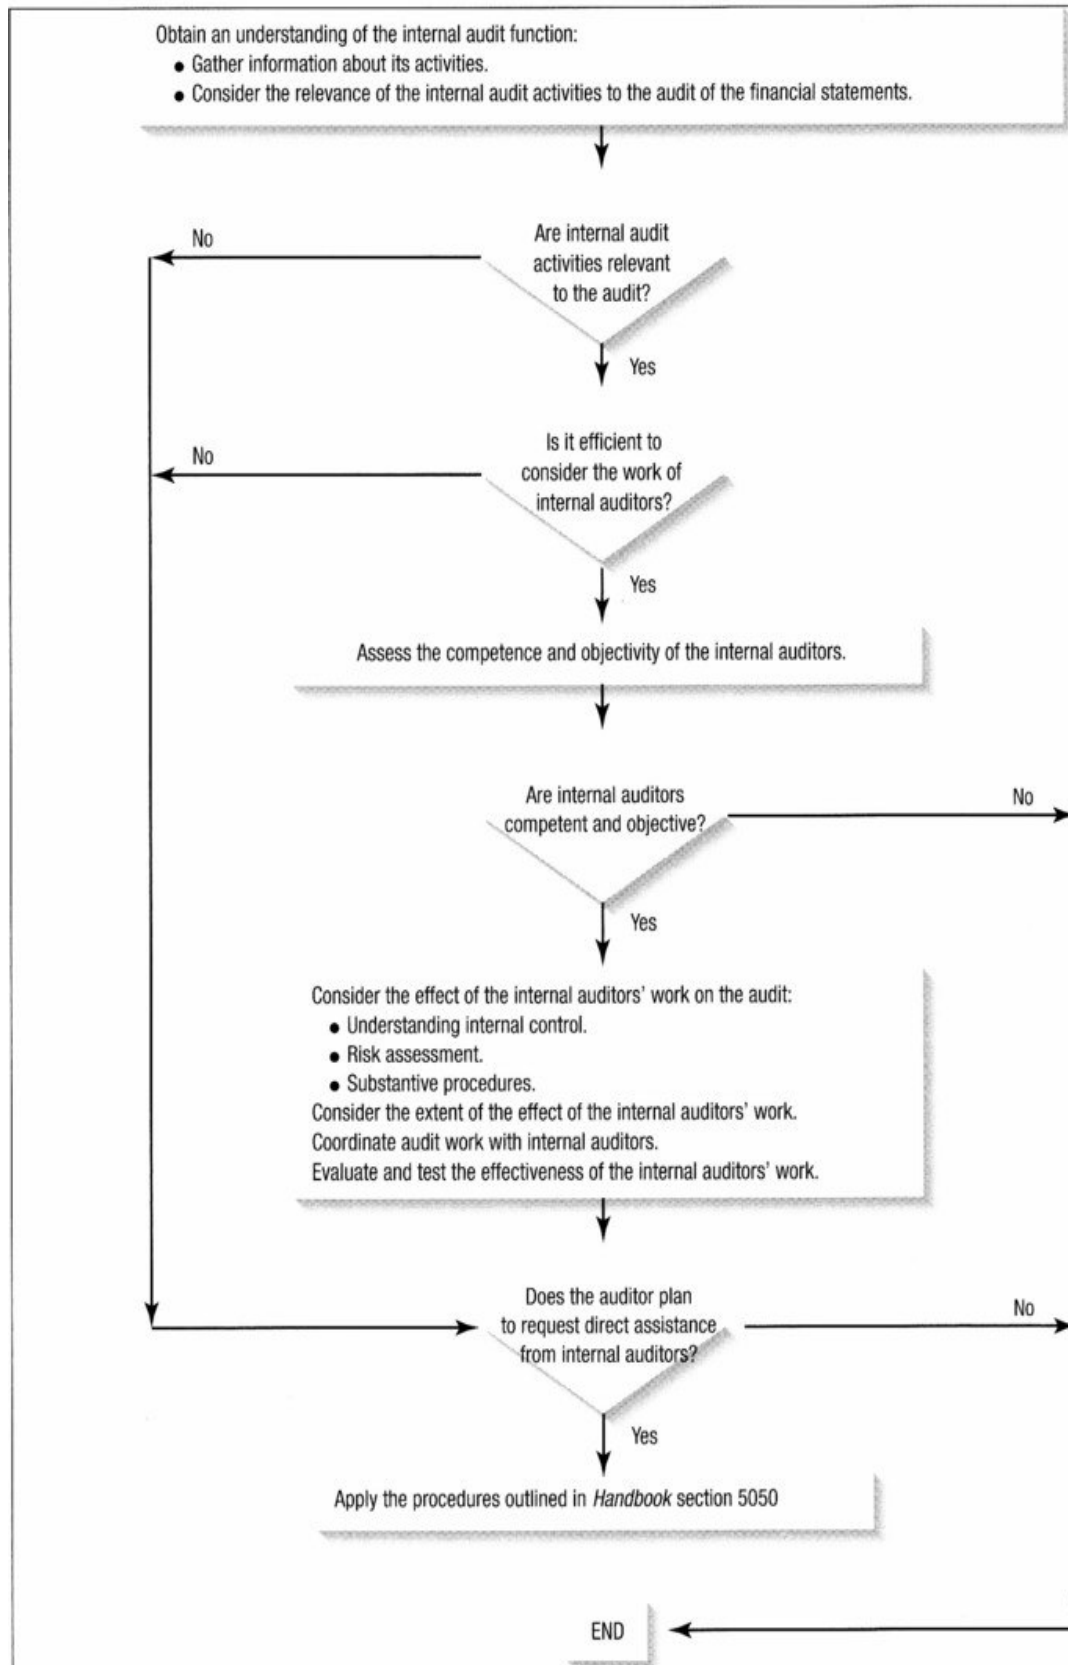 Obtain an understanding of the internal audit function:
● Gather information about its activities.
● Consider the relevance of the internal audit activities to the audit of the financial statements.
No
Are internal audit
activities relevant
to the audit?
Yes
No
Is it efficient to
consider the work of
internal auditors?
Yes
Assess the competence and objectivity of the internal auditors.
Are internal auditors
competent and objective?
No
Yes
Consider the effect of the internal auditors' work on the audit:
● Understanding internal control.
● Risk assessment.
● Substantive procedures.
Consider the extent of the effect of the internal auditors' work.
Coordinate audit work with internal auditors.
Evaluate and test the effectiveness of the internal auditors' work.
Does the auditor plan
to request direct assistance
from internal auditors?
No
Yes
Apply the procedures outlined in Handbook section 5050
END